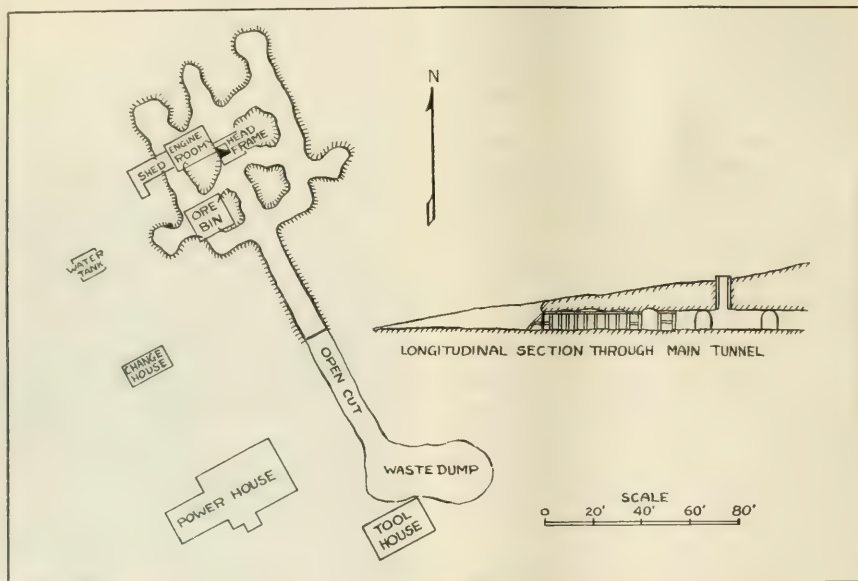 N
SHED
ENGINE
ROOM
HEAD
FRAME
ORE
BIN
WATER
TANK
CHANGE
HOUSE
OPEN CUT
LONGITUDINAL SECTION THROUGH MAIN TUNNEL
WASTE DUMP
POWER HOUSE
TOOL
HOUSE
SCALE
0 20' 40' 60' 80'